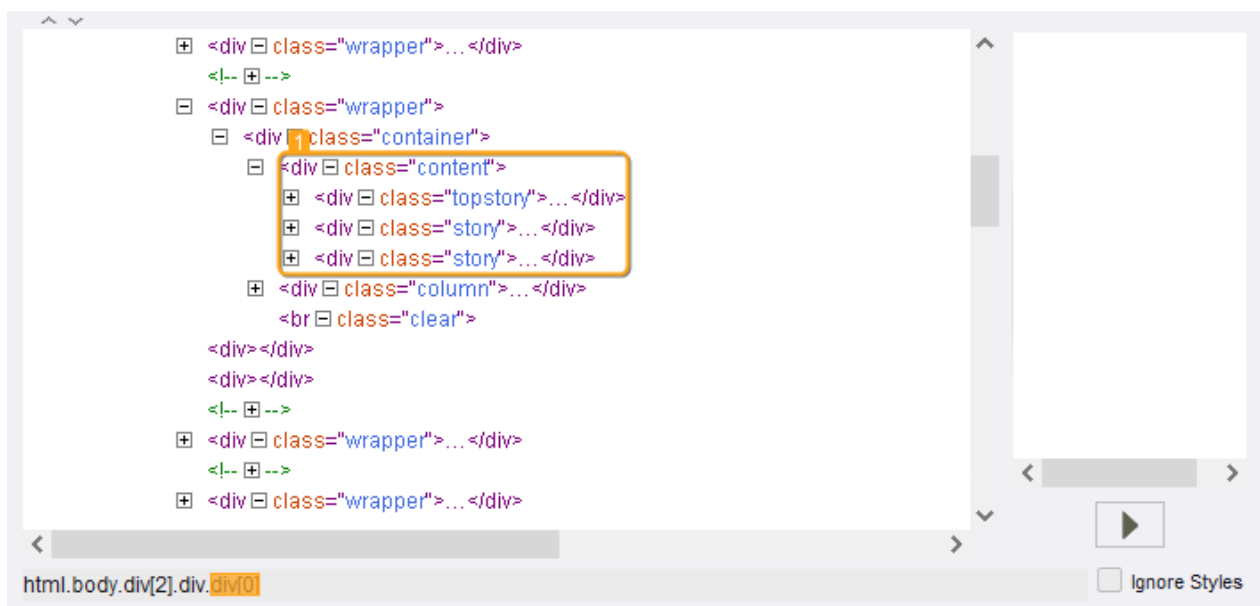 <div class="wrapper">...</div>
<!-- -->
<div class="wrapper">
<div class="container">
1
<div class="content">
<div class="topstory">...</div>
<div class="story">...</div>
<div class="story">...</div>
<div class="column">...</div>
<br class="clear">
<div></div>
<div></div>
<!-- -->
<div class="wrapper">...</div>
<!-- -->
<div class="wrapper">...</div>
html.body.div[2].div.div[0]
Ignore Styles